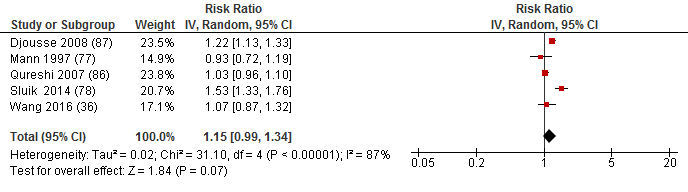 Risk Ratio Risk Ratio
Study or Subgroup Weight IV, Random, 95% CI IV, Random, 95% CI
Djousse 2008 (87) 23.5% 1.22 [1.13, 1.33]
Mann 1997 (77) 14.9% 0.93 [0.72, 1.19]
Qureshi 2007 (86) 23.8% 1.03 [0.96, 1.10]
Sluik 2014 (78) 20.7% 1.53 [1.33, 1.76]
Wang 2016 (36) 17.1% 1.07 [0.87, 1.32]
Total (95% CI) 100.0% 1.15 [0.99, 1.34]
Heterogeneity: Tau² = 0.02; Chi² = 31.10, df = 4 (P < 0.00001); I² = 87%
Test for overall effect: Z = 1.84 (P = 0.07)
0.05 0.2 1 5 20